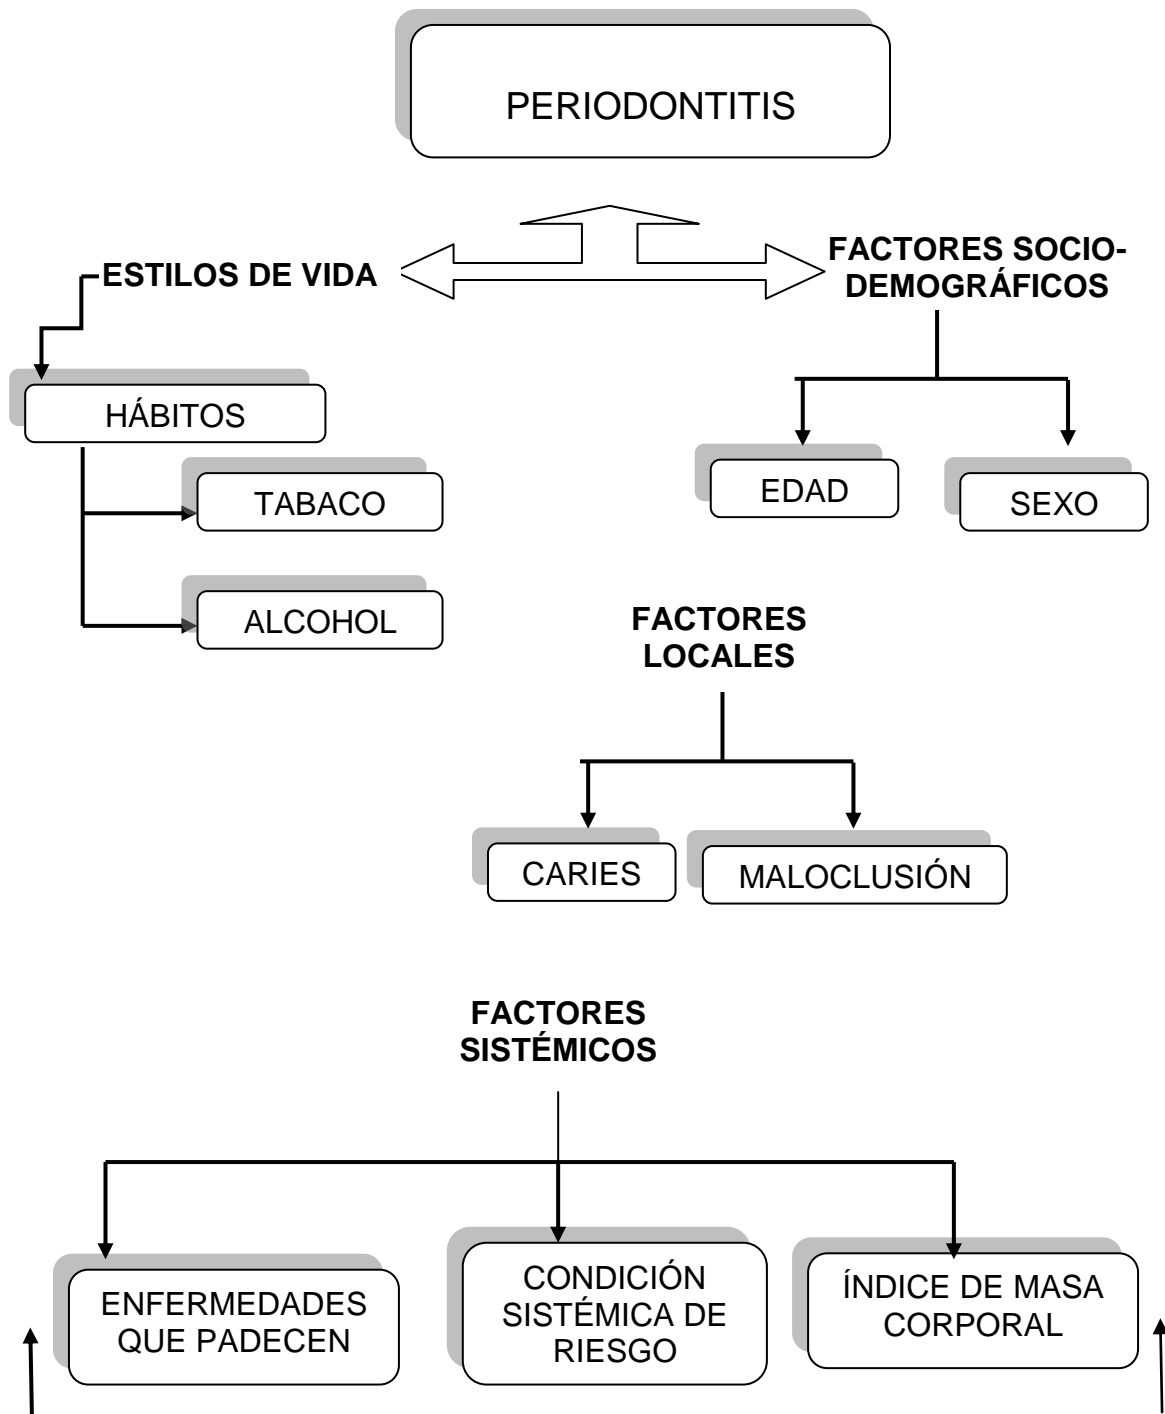 PERIODONTITIS
ESTILOS DE VIDA
FACTORES SOCIO-
DEMOGRÁFICOS
HÁBITOS
TABACO
ALCOHOL
EDAD
SEXO
FACTORES
LOCALES
CARIES
MALOCLUSIÓN
FACTORES
SISTÉMICOS
ENFERMEDADES
QUE PADECEN
CONDICIÓN
SISTÉMICA DE
RIESGO
ÍNDICE DE MASA
CORPORAL